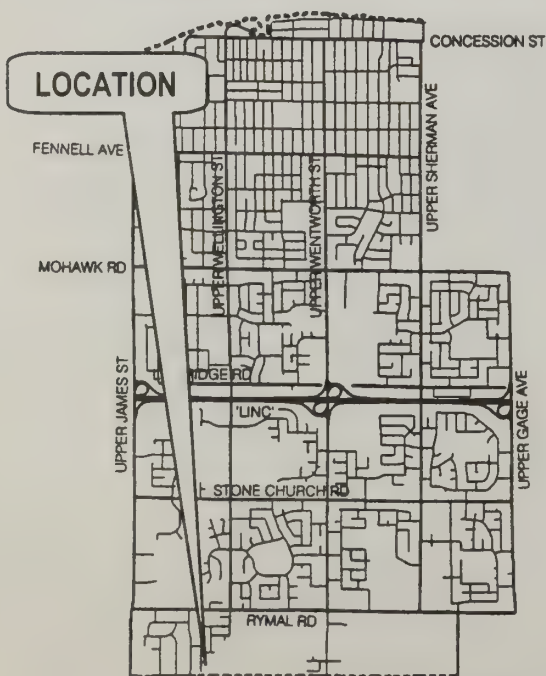 CONCESSION ST
LOCATION
UPPER SHERMAN AVE
FENNELL AVE
UPPER WELLINGTON ST
UPPER WENTWORTH ST
MOHAWK RD
RIDGE RD
UPPER JAMES ST
'LINC'
UPPER GAGE AVE
STONE CHURCH RD
RYMAL RD